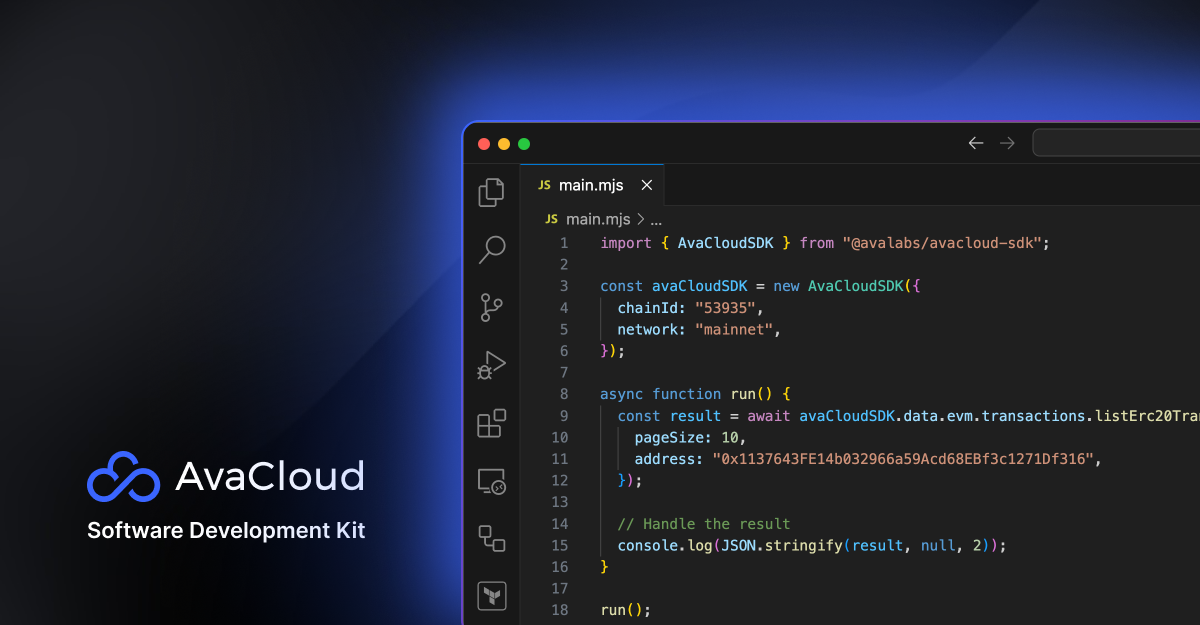 JS main.mjs
JS main.mjs > ...
1 import { AvaCloudSDK } from "@avalabs/avacloud-sdk";
2
3 const avaCloudSDK = new AvaCloudSDK({
4 chainId: "53935",
5 network: "mainnet",
6 });
7
8 async function run() {
9 const result = await avaCloudSDK.data.evm.transactions.listErc20Tran
10 pageSize: 10,
11 address: "0x1137643FE14b032966a59Acd68EBf3c1271Df316",
12 });
13
14 // Handle the result
15 console.log(JSON.stringify(result, null, 2));
16 }
17
18 run();
AvaCloud
Software Development Kit